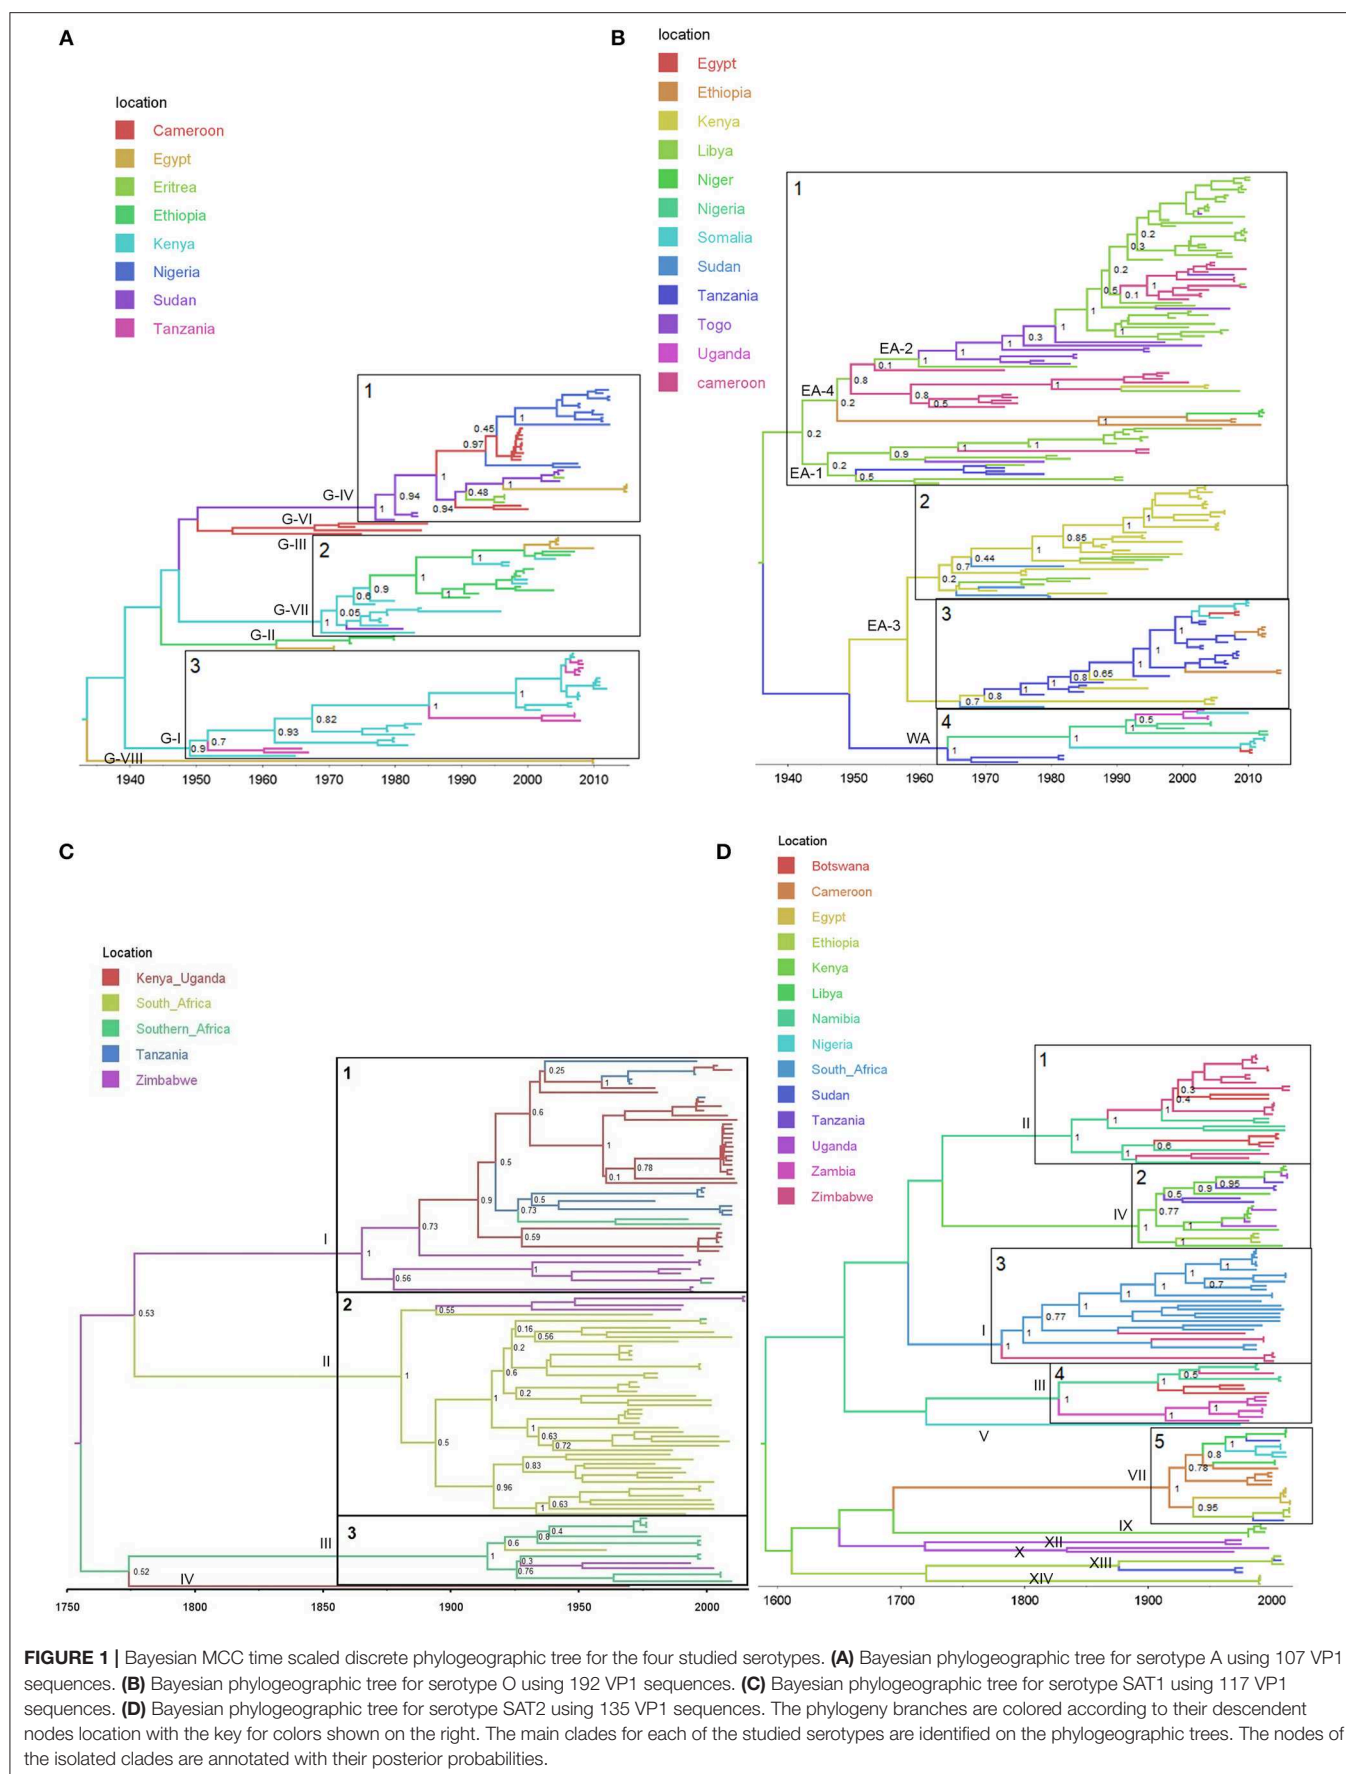 A
location
Cameroon
Egypt
Eritrea
Ethiopia
Kenya
Nigeria
Sudan
Tanzania
1
0.45
1
0.97
1
1
0.48
0.94
G-IV
1
0.94
G-VI
G-III
2
1
1
0.9
0.6
1
0.05
G-VII
1
G-II
3
1
1
0.82
0.93
G-I
0.7
0.9
G-VIII
1940 1950 1960 1970 1980 1990 2000 2010
B
location
Egypt
Ethiopia
Kenya
Libya
Niger
Nigeria
Somalia
Sudan
Tanzania
Togo
Uganda
cameroon
1
0.2
0.3
0.2
1
0.5
0.1
1
1
1
0.3
1
EA-2
1
1
0.1
0.8
1
EA-4
0.8
0.5
0.2
1
0.2
1
0.9
1
EA-1
0.2
0.5
2
1
1
0.85
1
0.44
0.7
0.2
3
1
1
EA-3
1
0.65
0.8
1
0.8
0.7
4
0.5
1
WA
1
1
1940 1950 1960 1970 1980 1990 2000 2010
C
Location
Kenya_Uganda
South_Africa
Southern_Africa
Tanzania
Zimbabwe
1
0.25
1
0.6
1
0.78
0.5
0.1
0.9
0.5
0.73
0.73
0.59
I
1
1
0.56
2
0.55
0.53
0.16
0.56
0.2
II
0.6
1
0.2
1
1
0.63
0.5
0.72
0.83
0.96
0.63
1
3
0.4
0.8
III
0.6
1
0.3
0.76
0.52
IV
1750 1800 1850 1900 1950 2000
D
Location
Botswana
Cameroon
Egypt
Ethiopia
Kenya
Libya
Namibia
Nigeria
South_Africa
Sudan
Tanzania
Uganda
Zambia
Zimbabwe
1
0.3
0.4
1
1
II
1
0.6
1
2
0.95
0.9
0.5
0.77
IV
1
1
1
3
1
1
1
0.7
1
1
0.77
I
1
1
4
1
0.5
III
1
1
1
V
5
1
0.8
0.78
VII
1
0.95
IX
XII
X
XIII
XIV
1600 1700 1800 1900 2000
FIGURE 1 | Bayesian MCC time scaled discrete phylogeographic tree for the four studied serotypes. (A) Bayesian phylogeographic tree for serotype A using 107 VP1
sequences. (B) Bayesian phylogeographic tree for serotype O using 192 VP1 sequences. (C) Bayesian phylogeographic tree for serotype SAT1 using 117 VP1
sequences. (D) Bayesian phylogeographic tree for serotype SAT2 using 135 VP1 sequences. The phylogeny branches are colored according to their descendent
nodes location with the key for colors shown on the right. The main clades for each of the studied serotypes are identified on the phylogeographic trees. The nodes of
the isolated clades are annotated with their posterior probabilities.